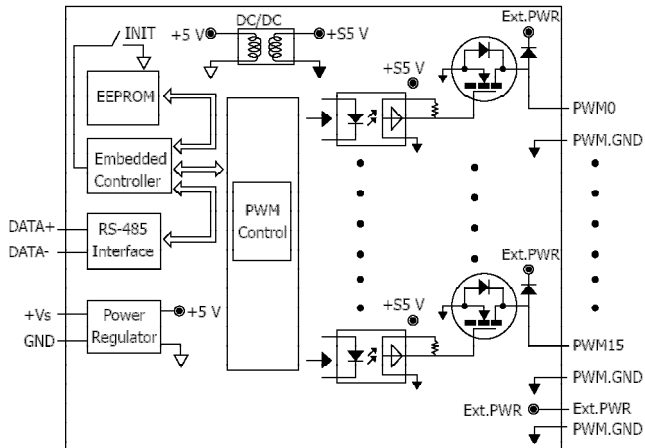 Ext.PWR
DC/DC
INIT
+5 V
+S5 V
+S5 V
EEPROM
PWM0
PWM.GND
Embedded
Controller
PWM
Control
DATA+
DATA-
RS-485
Interface
Ext.PWR
+Vs
GND
Power
Regulator
+5 V
+S5 V
PWM15
PWM.GND
Ext.PWR
Ext.PWR
PWM.GND